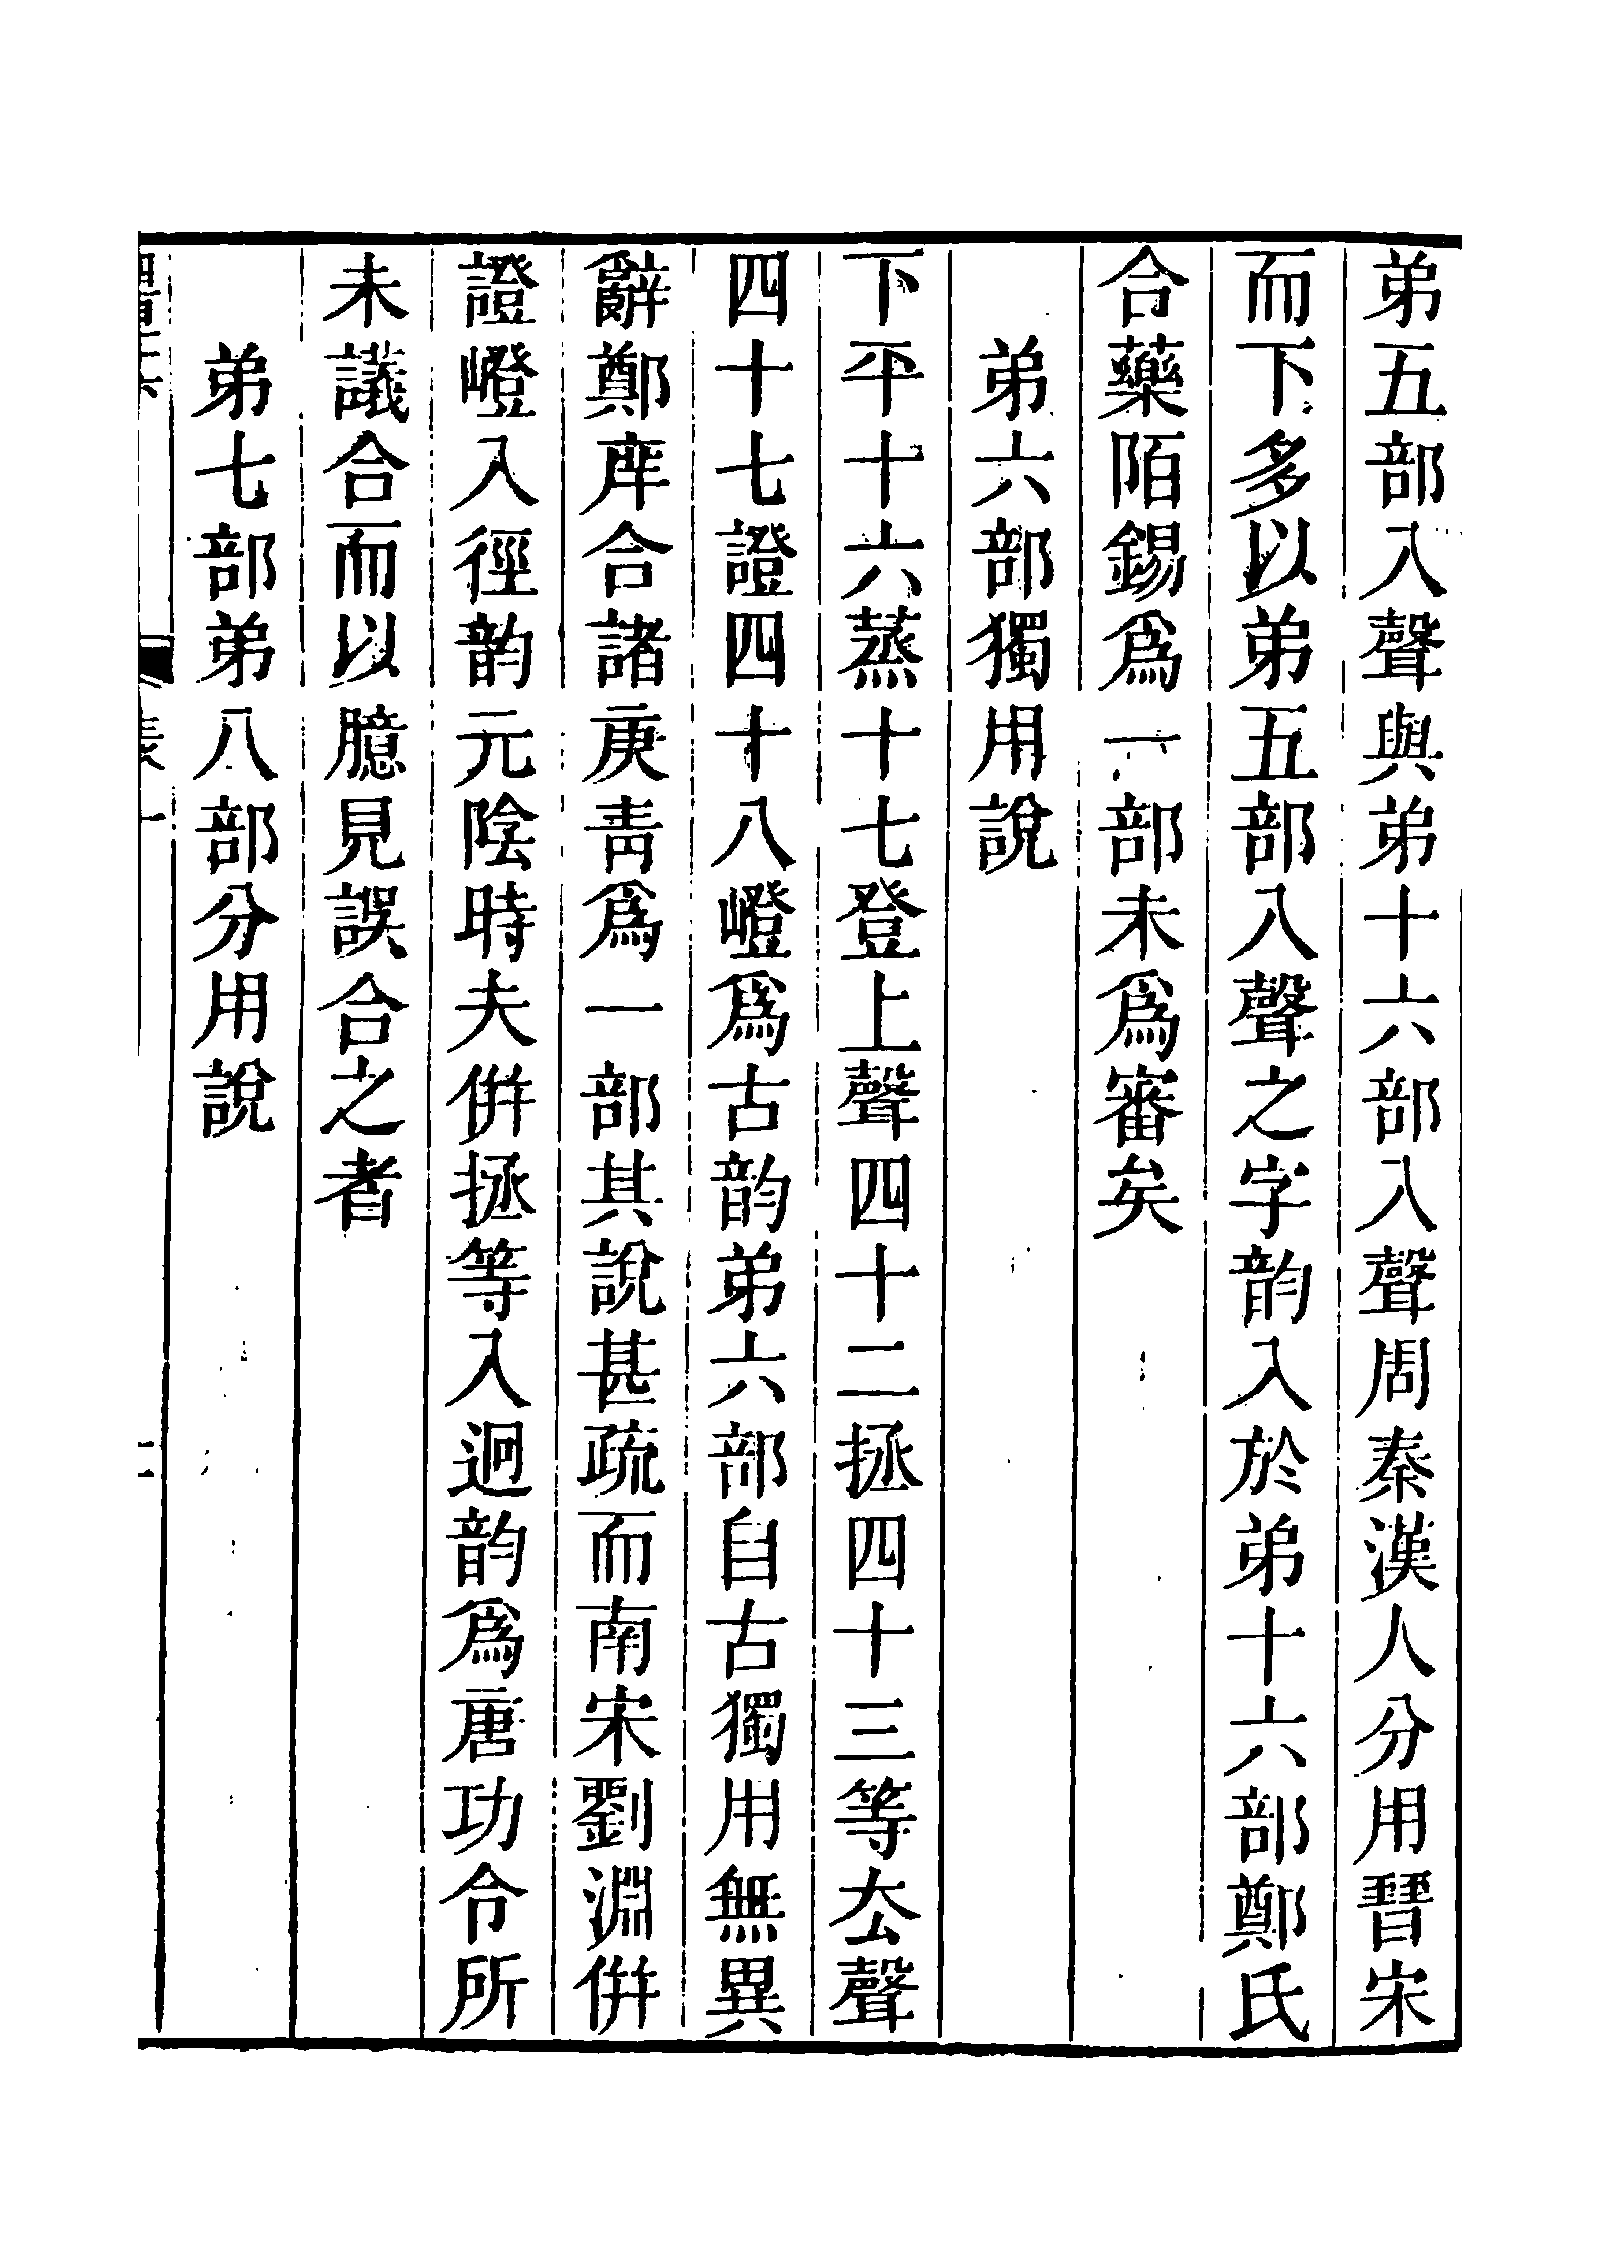 弟五部入聲與弟十六部入聲周秦漢人分用晉宋
而下多以弟五部入聲之字韵入於弟十六部鄭氏
合藥陌錫爲一部未爲審矣
弟六部獨用說
下平十六蒸十七登上聲四十二拯四十三等厺聲
四十七證四十八嶝爲古韵弟六部自古獨用無異
辭鄭庠合諸庚靑爲一部其說甚疏而南宋劉淵倂
證嶝入徑韵元陰時夫倂拯等入迥韵爲唐功令所
未議合而以臆見誤合之者
弟七部弟八部分用說